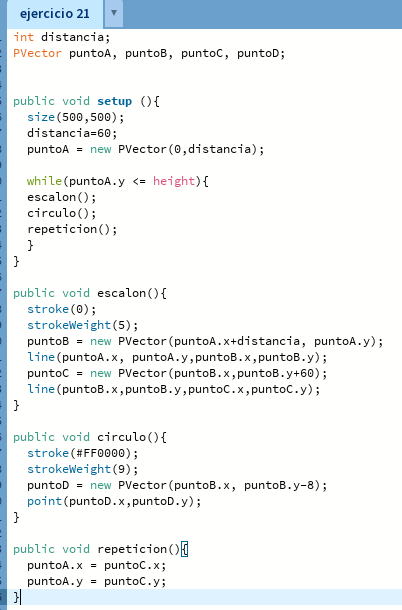 ejercicio 21
int distancia;
PVector puntoA, puntoB, puntoC, puntoD;
public void setup (){
size(500,500);
distancia=60;
puntoA = new PVector(0,distancia);
while(puntoA.y <= height){
escalon();
circulo();
repeticion();
}
}
public void escalon(){
stroke(0);
strokeWeight(5);
puntoB = new PVector(puntoA.x+distancia, puntoA.y);
line(puntoA.x, puntoA.y,puntoB.x,puntoB.y);
puntoC = new PVector(puntoB.x,puntoB.y+60);
line(puntoB.x,puntoB.y,puntoC.x,puntoC.y);
}
public void circulo(){
stroke(#FF0000);
strokeWeight(9);
puntoD = new PVector(puntoB.x, puntoB.y-8);
point(puntoD.x,puntoD.y);
}
public void repeticion(){
puntoA.x = puntoC.x;
puntoA.y = puntoC.y;
}